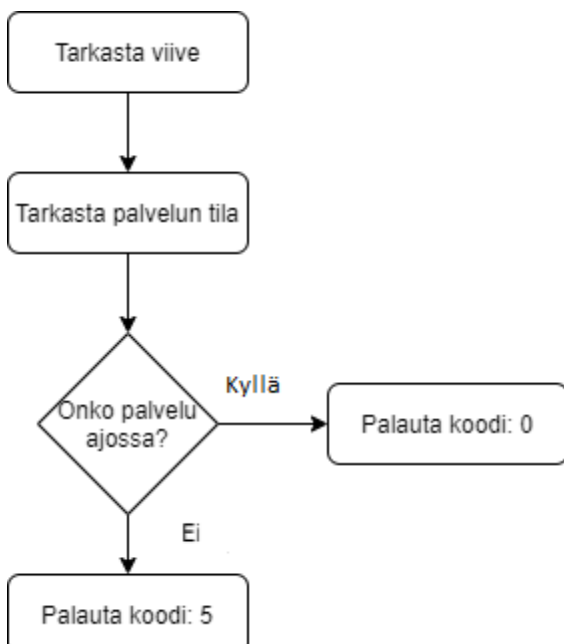 Tarkasta viive
Tarkasta palvelun tila
Onko palvelu
ajossa?
Kyllä
Palauta koodi: 0
Ei
Palauta koodi: 5